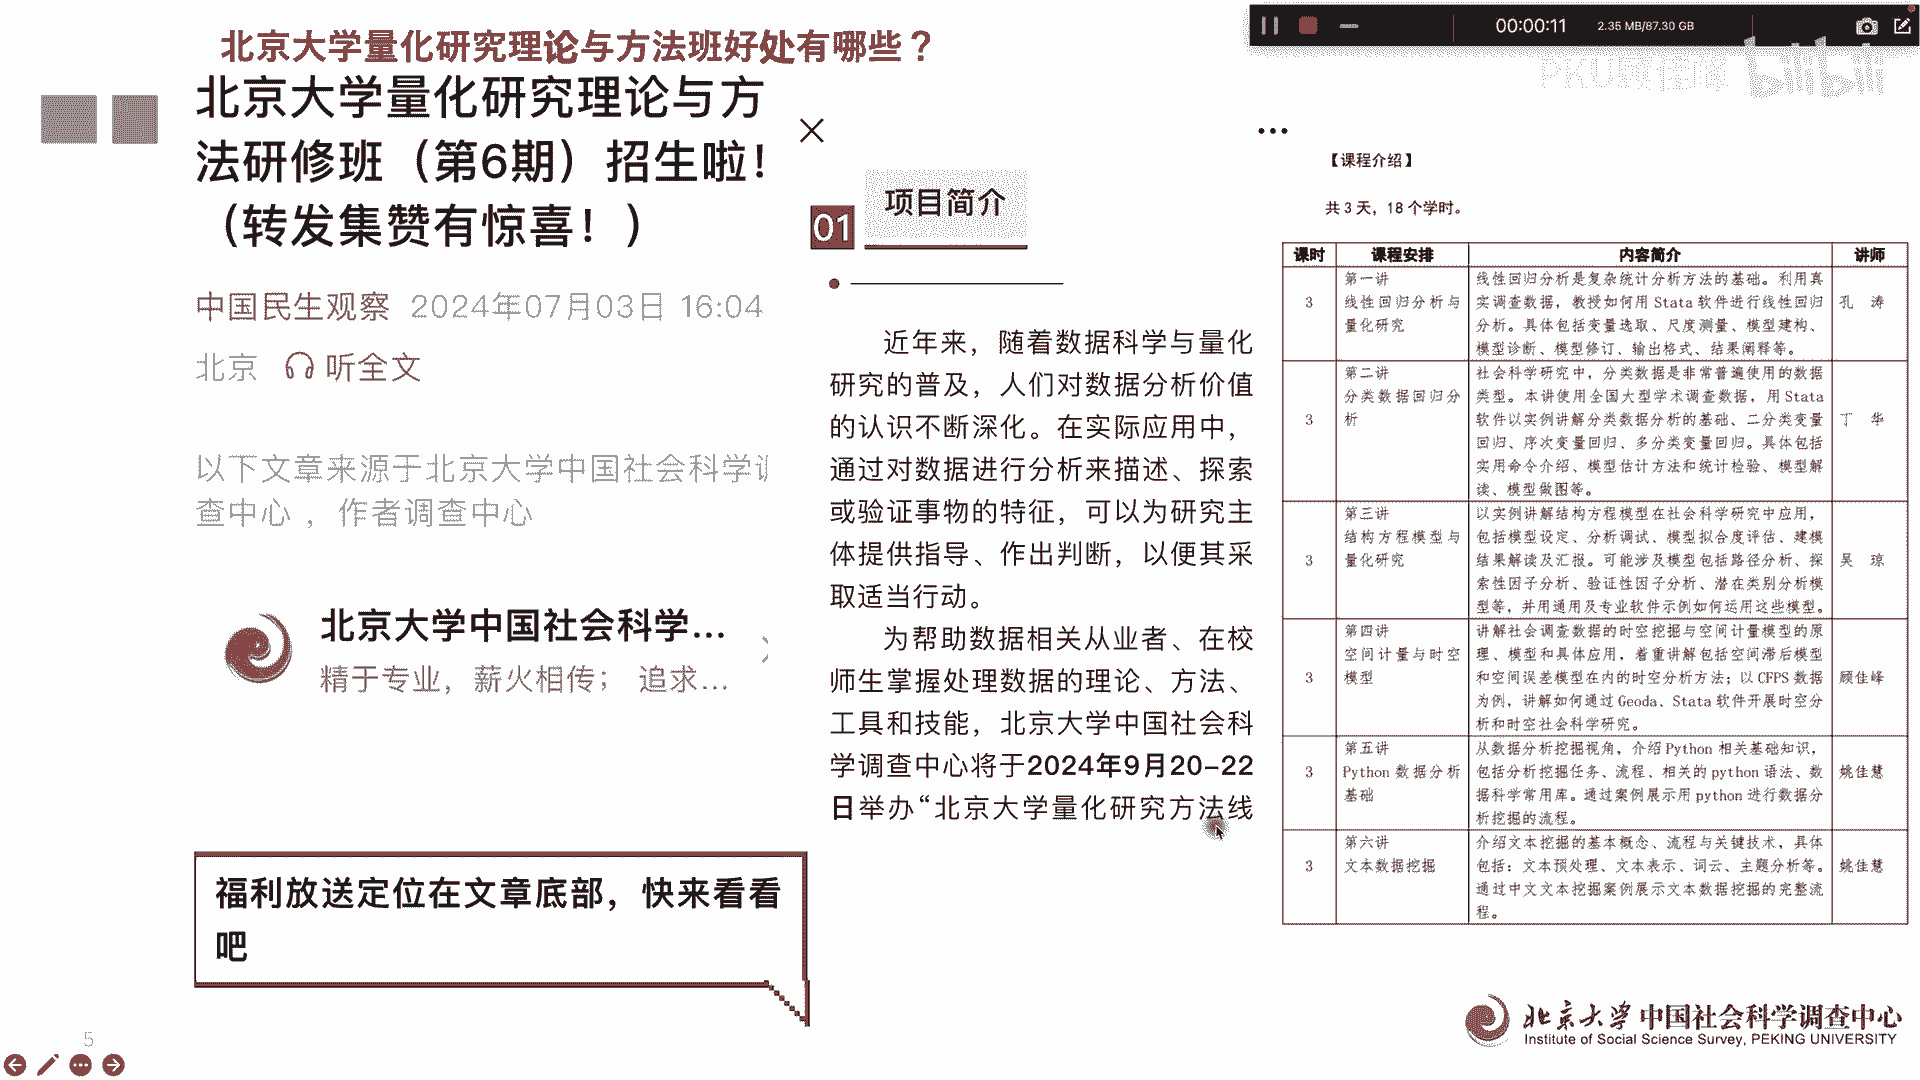 北京大学量化研究理论与方法班好处有哪些？
00:00:11
2.35 MB/87.30 GB
PKU顾佳峰 bilibili
北京大学量化研究理论与方
法研修班（第6期）招生啦！
（转发集赞有惊喜！）
中国民生观察 2024年07月03日 16:04
北京 听全文
以下文章来源于北京大学中国社会科学调
查中心 ，作者调查中心
北京大学中国社会科学...
精于专业，薪火相传； 追求...
福利放送定位在文章底部，快来看看
吧
01
项目简介
近年来，随着数据科学与量化
研究的普及，人们对数据分析价值
的认识不断深化。在实际应用中，
通过对数据进行分析来描述、探索
或验证事物的特征，可以为研究主
体提供指导、作出判断，以便其采
取适当行动。
为帮助数据相关从业者、在校
师生掌握处理数据的理论、方法、
工具和技能，北京大学中国社会科
学调查中心将于2024年9月20-22
日举办“北京大学量化研究方法线
【课程介绍】
共 3 天，18 个学时。
课时 课程安排 内容简介 讲师
3
第一讲
线性回归分析与
量化研究
线性回归分析是复杂统计分析方法的基础。利用真
实调查数据，教授如何用 Stata 软件进行线性回归
分析。具体包括变量选取、尺度测量、模型建构、
模型诊断、模型修订、输出格式、结果阐释等。
孔 涛
3
第二讲
分类数据回归分
析
社会科学研究中，分类数据是非常普遍使用的数据
类型。本讲使用全国大型学术调查数据，用 Stata
软件以实例讲解分类数据分析的基础、二分类变量
回归、序次变量回归、多分类变量回归。具体包括
实用命令介绍、模型估计方法和统计检验、模型解
读、模型做图等。
丁 华
3
第三讲
结构方程模型与
量化研究
以实例讲解结构方程模型在社会科学研究中应用，
包括模型设定、分析调试、模型拟合度评估、建模
结果解读及汇报。可能涉及模型包括路径分析、探
索性因子分析、验证性因子分析、潜在类别分析模
型等，并用通用及专业软件示例如何运用这些模型。
吴 琼
3
第四讲
空间计量与时空
模型
讲解社会调查数据的时空挖掘与空间计量模型的原
理、模型和具体应用，着重讲解包括空间滞后模型
和空间误差模型在内的时空分析方法；以 CFPS 数据
为例，讲解如何通过 Geoda、Stata 软件开展时空分
析和时空社会科学研究。
顾佳峰
3
第五讲
Python 数据分析
基础
从数据分析挖掘视角，介绍 Python 相关基础知识，
包括分析挖掘任务、流程、相关的 python 语法、数
据科学常用库。通过案例展示用 python 进行数据分
析挖掘的流程。
姚佳慧
3
第六讲
文本数据挖掘
介绍文本挖掘的基本概念、流程与关键技术，具体
包括：文本预处理、文本表示、词云、主题分析等。
通过中文文本挖掘案例展示文本数据挖掘的完整流
程。
姚佳慧
北京大学 中国社会科学调查中心
Institute of Social Science Survey, PEKING UNIVERSITY
5